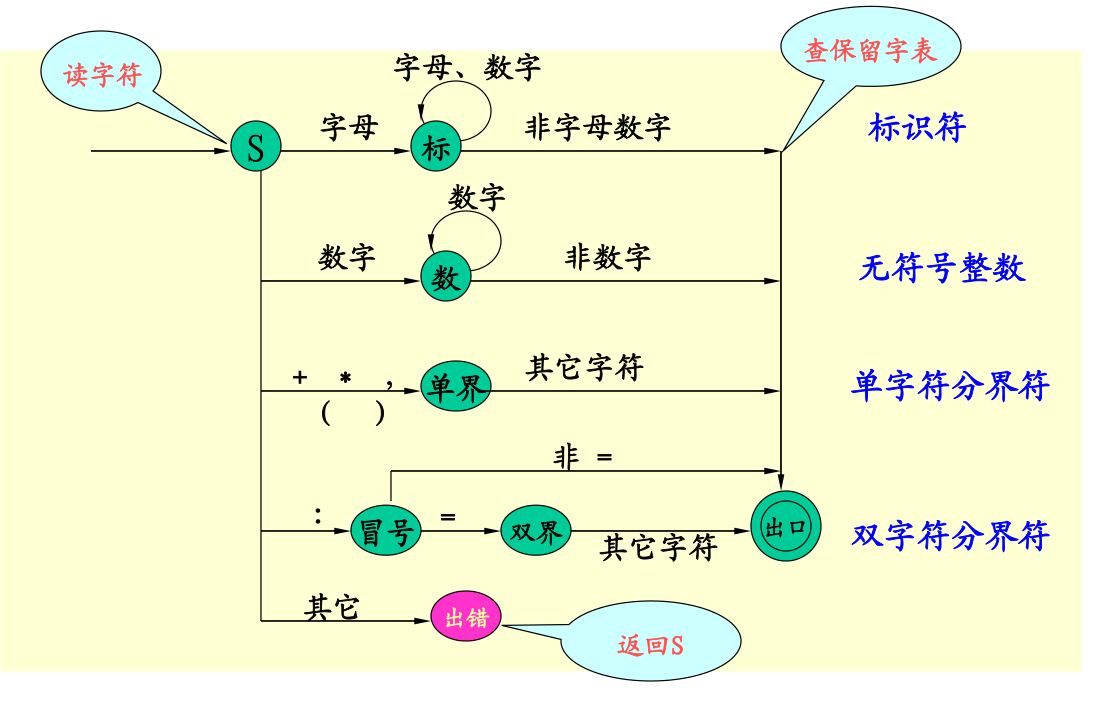 读字符
查保留字表
字母、数字
字母
非字母数字
标识符
S
标
数字
数字
非数字
无符号整数
数
其它字符
+ * ,
( )
单界
单字符分界符
非 =
:
冒号
=
双界
其它字符
出口
双字符分界符
其它
出错
返回S